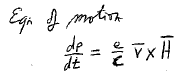 Eqn of motion
dp/dt = e/c v̅ x H̅